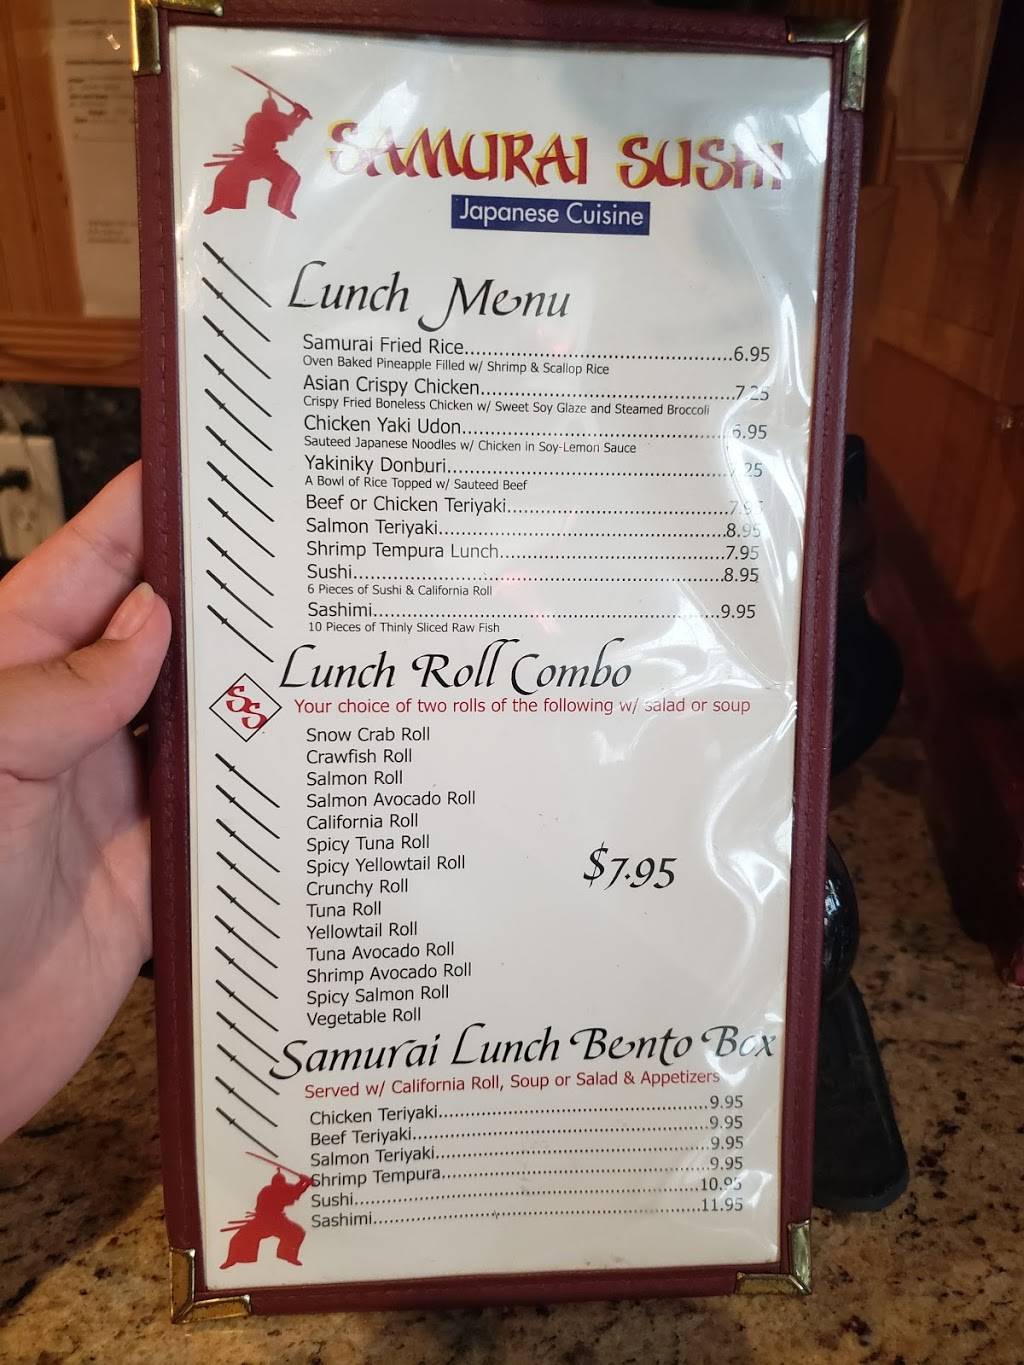 SAMURAI SUSHI
Japanese Cuisine
Lunch Menu
Samurai Fried Rice..........6.95
Oven Baked Pineapple Filled w/ Shrimp & Scallop Rice
Asian Crispy Chicken..........7.25
Crispy Fried Boneless Chicken w/ Sweet Soy Glaze and Steamed Broccoli
Chicken Yaki Udon..........6.95
Sauteed Japanese Noodles w/ Chicken in Soy-Lemon Sauce
Yakiniky Donburi..........
A Bowl of Rice Topped w/ Sauteed Beef
Beef or Chicken Teriyaki..........7.95
Salmon Teriyaki..........8.95
Shrimp Tempura Lunch..........7.95
Sushi..........8.95
6 Pieces of Sushi & California Roll
Sashimi..........9.95
10 Pieces of Thinly Sliced Raw Fish
SS
Lunch Roll Combo
Your choice of two rolls of the following w/ salad or soup
Snow Crab Roll
Crawfish Roll
Salmon Roll
Salmon Avocado Roll
California Roll
Spicy Tuna Roll
Spicy Yellowtail Roll
Crunchy Roll
Tuna Roll
Yellowtail Roll
Tuna Avocado Roll
Shrimp Avocado Roll
Spicy Salmon Roll
Vegetable Roll
$7.95
Samurai Lunch Bento Box
Served w/ California Roll, Soup or Salad & Appetizers
Chicken Teriyaki..........9.95
Beef Teriyaki..........9.95
Salmon Teriyaki..........9.95
Shrimp Tempura..........9.95
Sushi..........10.95
Sashimi..........11.95